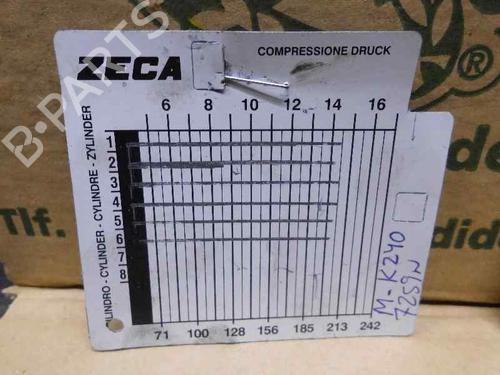 ZECA
COMPRESSIONE DRUCK
6 8 10 12 14 16
CILINDRO - CYLINDER - CYLINDRE - ZYLINDER
1
2
3
4
5
6
7
8
71 100 128 156 185 213 242
M-K240
7259N
B-PARTS
Tlf.